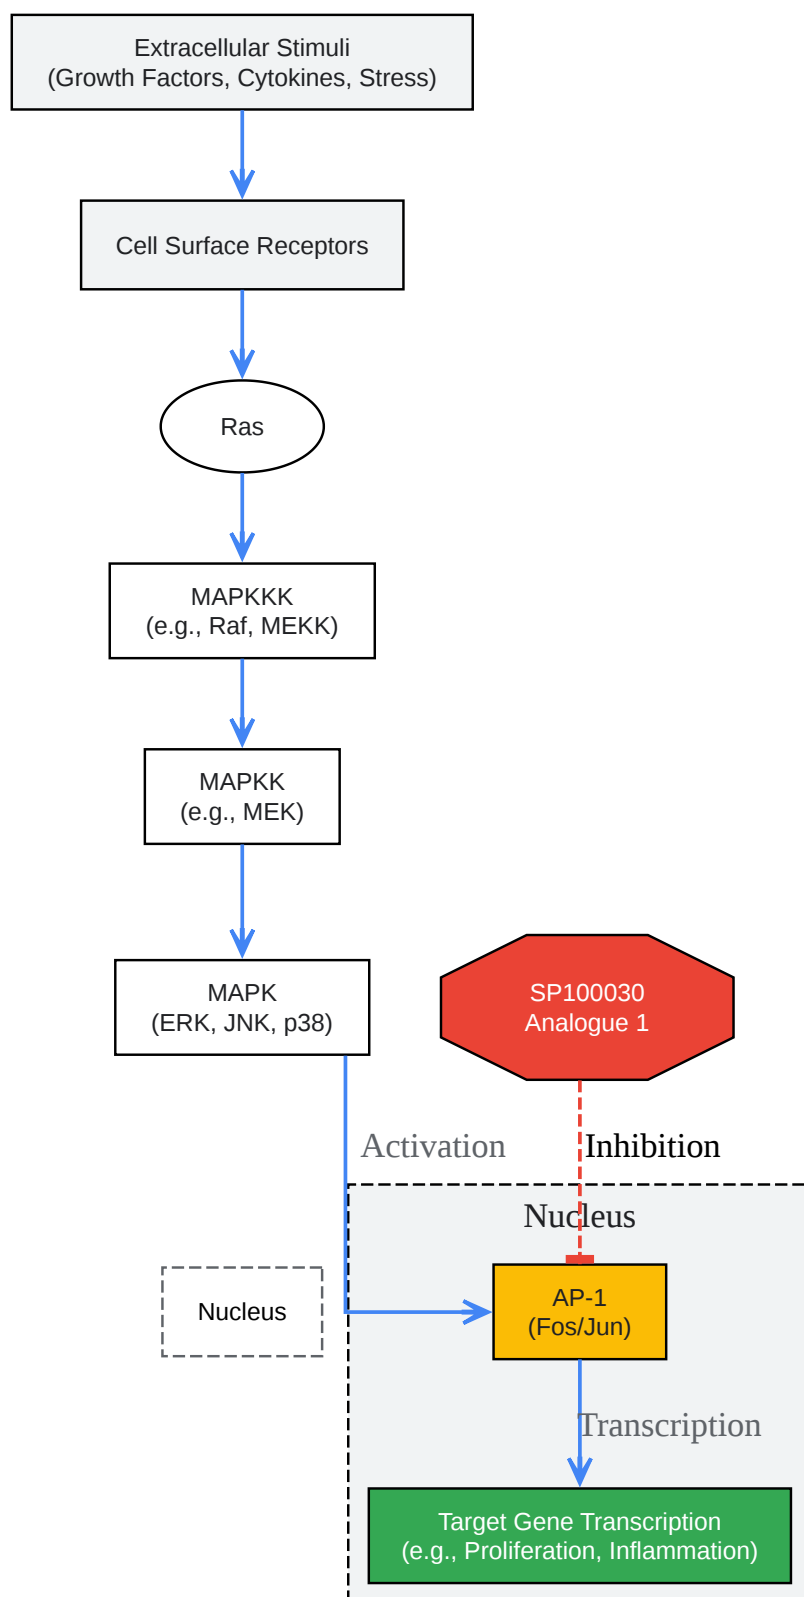 Extracellular Stimuli
(Growth Factors, Cytokines, Stress)
Cell Surface Receptors
Ras
MAPKKK
(e.g., Raf, MEKK)
MAPKK
(e.g., MEK)
MAPK
(ERK, JNK, p38)
SP100030
Analogue 1
Activation
Inhibition
Nucleus
Nucleus
AP-1
(Fos/Jun)
Transcription
Target Gene Transcription
(e.g., Proliferation, Inflammation)